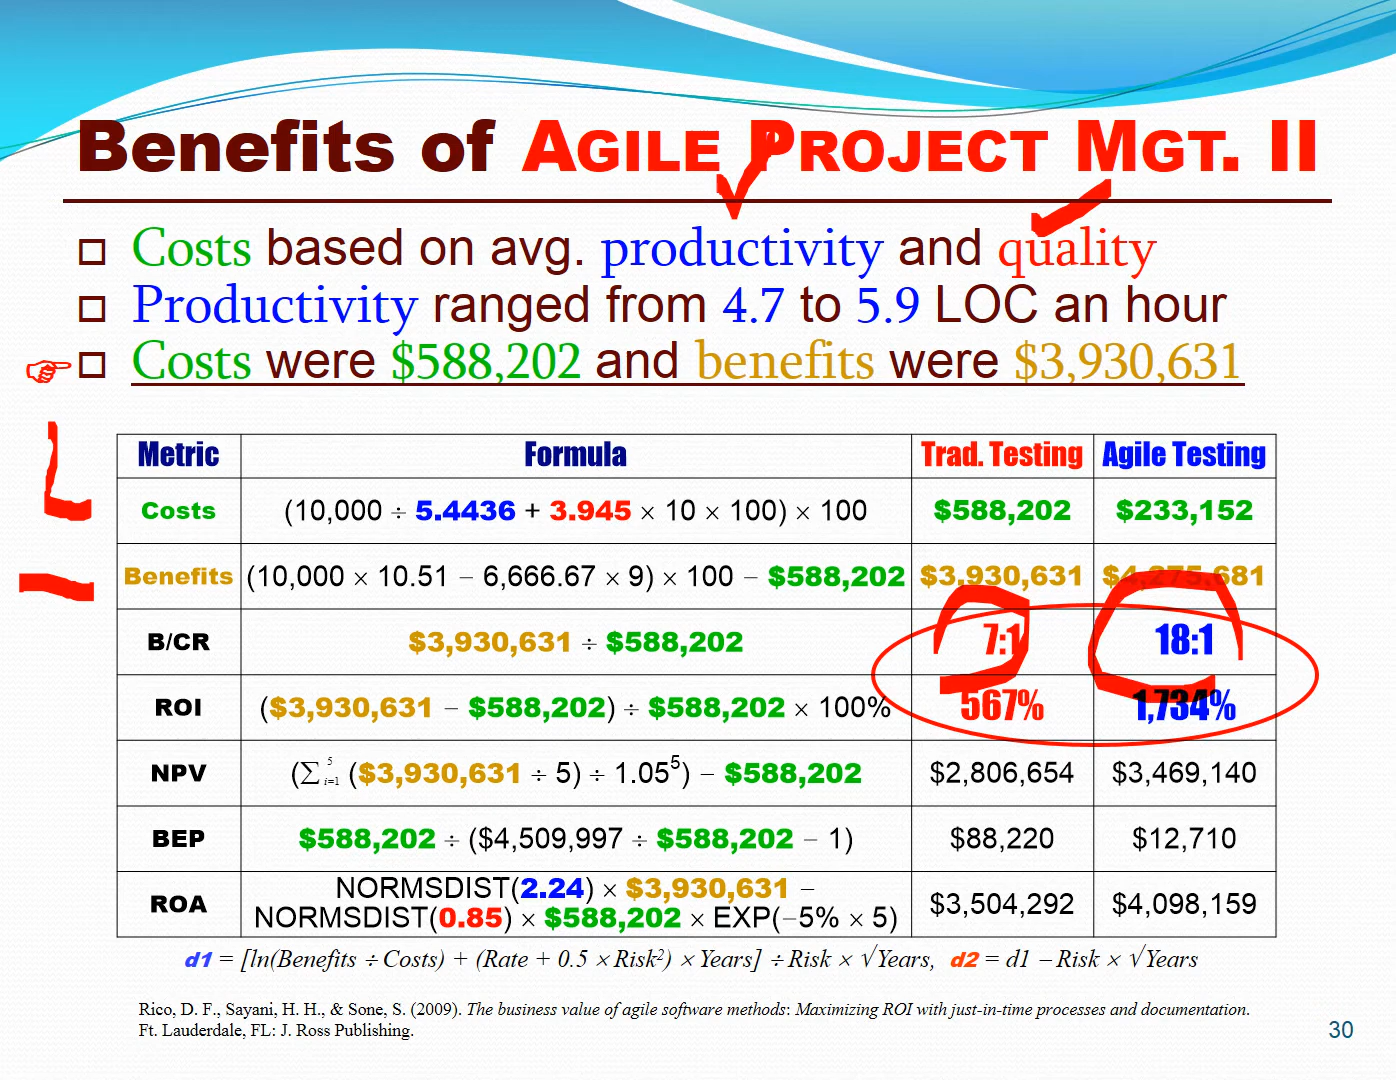 Benefits of AGILE PROJECT MGT. II
Costs based on avg. productivity and quality
Productivity ranged from 4.7 to 5.9 LOC an hour
Costs were $588,202 and benefits were $3,930,631
Metric Formula Trad. Testing Agile Testing
Costs (10,000 ÷ 5.4436 + 3.945 × 10 × 100) × 100 $588,202 $233,152
Benefits (10,000 × 10.51 – 6,666.67 × 9) × 100 – $588,202 $3,930,631 $4,275,681
B/CR $3,930,631 ÷ $588,202 7:1 18:1
ROI ($3,930,631 – $588,202) ÷ $588,202 × 100% 567% 1,734%
NPV (∑ 5 i=1 ($3,930,631 ÷ 5) ÷ 1.05⁵) – $588,202 $2,806,654 $3,469,140
BEP $588,202 ÷ ($4,509,997 ÷ $588,202 – 1) $88,220 $12,710
ROA NORMSDIST(2.24) × $3,930,631 –
NORMSDIST(0.85) × $588,202 × EXP(–5% × 5) $3,504,292 $4,098,159
d1 = [ln(Benefits ÷ Costs) + (Rate + 0.5 × Risk²) × Years] ÷ Risk × √Years, d2 = d1 – Risk × √Years
Rico, D. F., Sayani, H. H., & Sone, S. (2009). The business value of agile software methods: Maximizing ROI with just-in-time processes and documentation.
Ft. Lauderdale, FL: J. Ross Publishing.
30